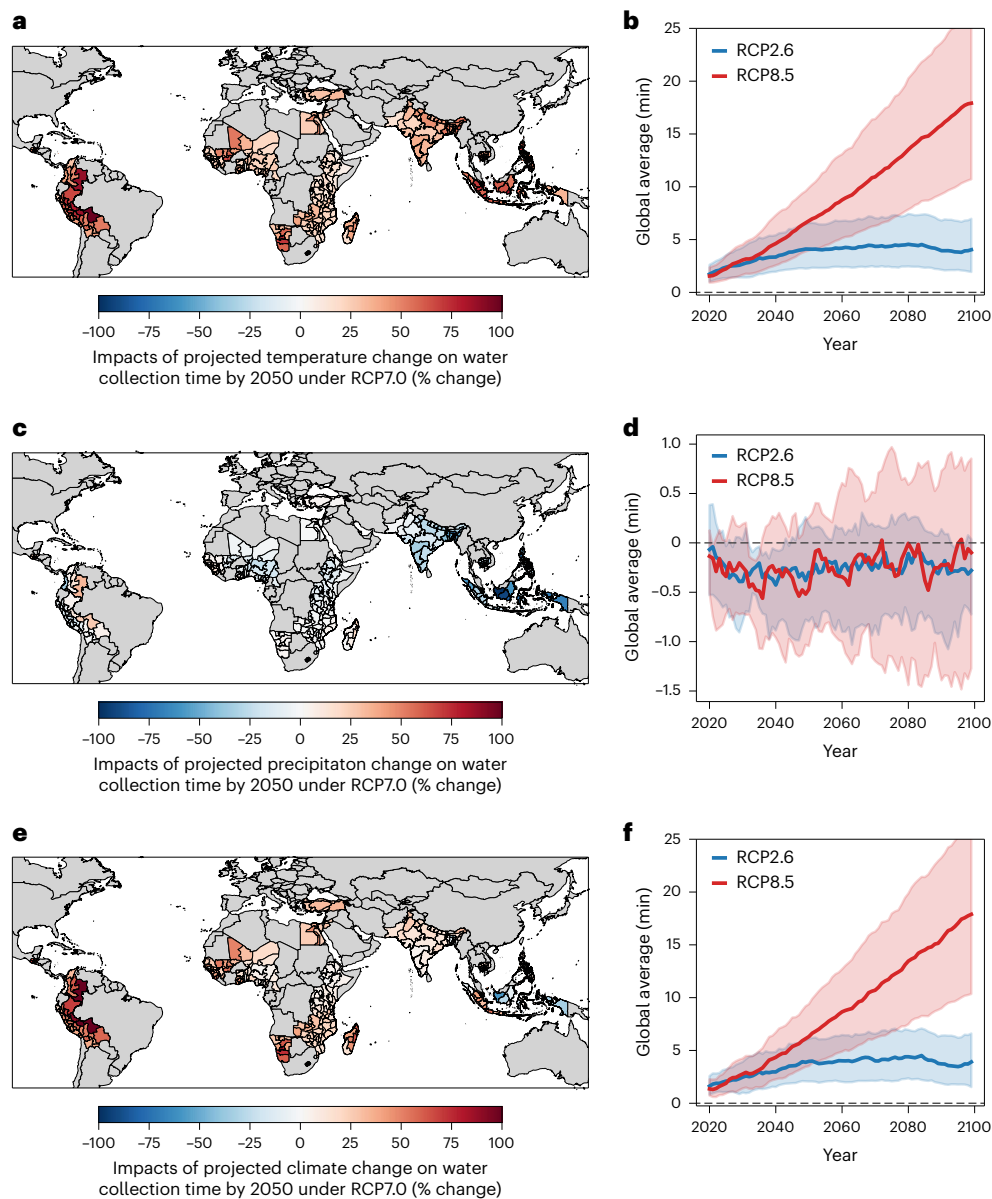 a
−100 −75 −50 −25 0 25 50 75 100
Impacts of projected temperature change on water
collection time by 2050 under RCP7.0 (% change)
b
25
20
15
10
5
0
Global average (min)
RCP2.6
RCP8.5
2020 2040 2060 2080 2100
Year
c
−100 −75 −50 −25 0 25 50 75 100
Impacts of projected precipitaton change on water
collection time by 2050 under RCP7.0 (% change)
d
1.0
0.5
0
−0.5
−1.0
−1.5
Global average (min)
RCP2.6
RCP8.5
2020 2040 2060 2080 2100
Year
e
−100 −75 −50 −25 0 25 50 75 100
Impacts of projected climate change on water
collection time by 2050 under RCP7.0 (% change)
f
25
20
15
10
5
0
Global average (min)
RCP2.6
RCP8.5
2020 2040 2060 2080 2100
Year